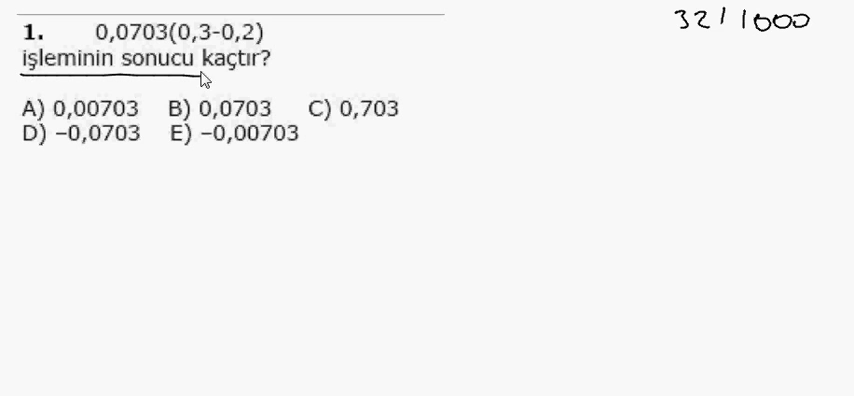 32 / 1000
1. 0,0703(0,3-0,2)
işleminin sonucu kaçtır?
A) 0,00703 B) 0,0703 C) 0,703
D) –0,0703 E) –0,00703